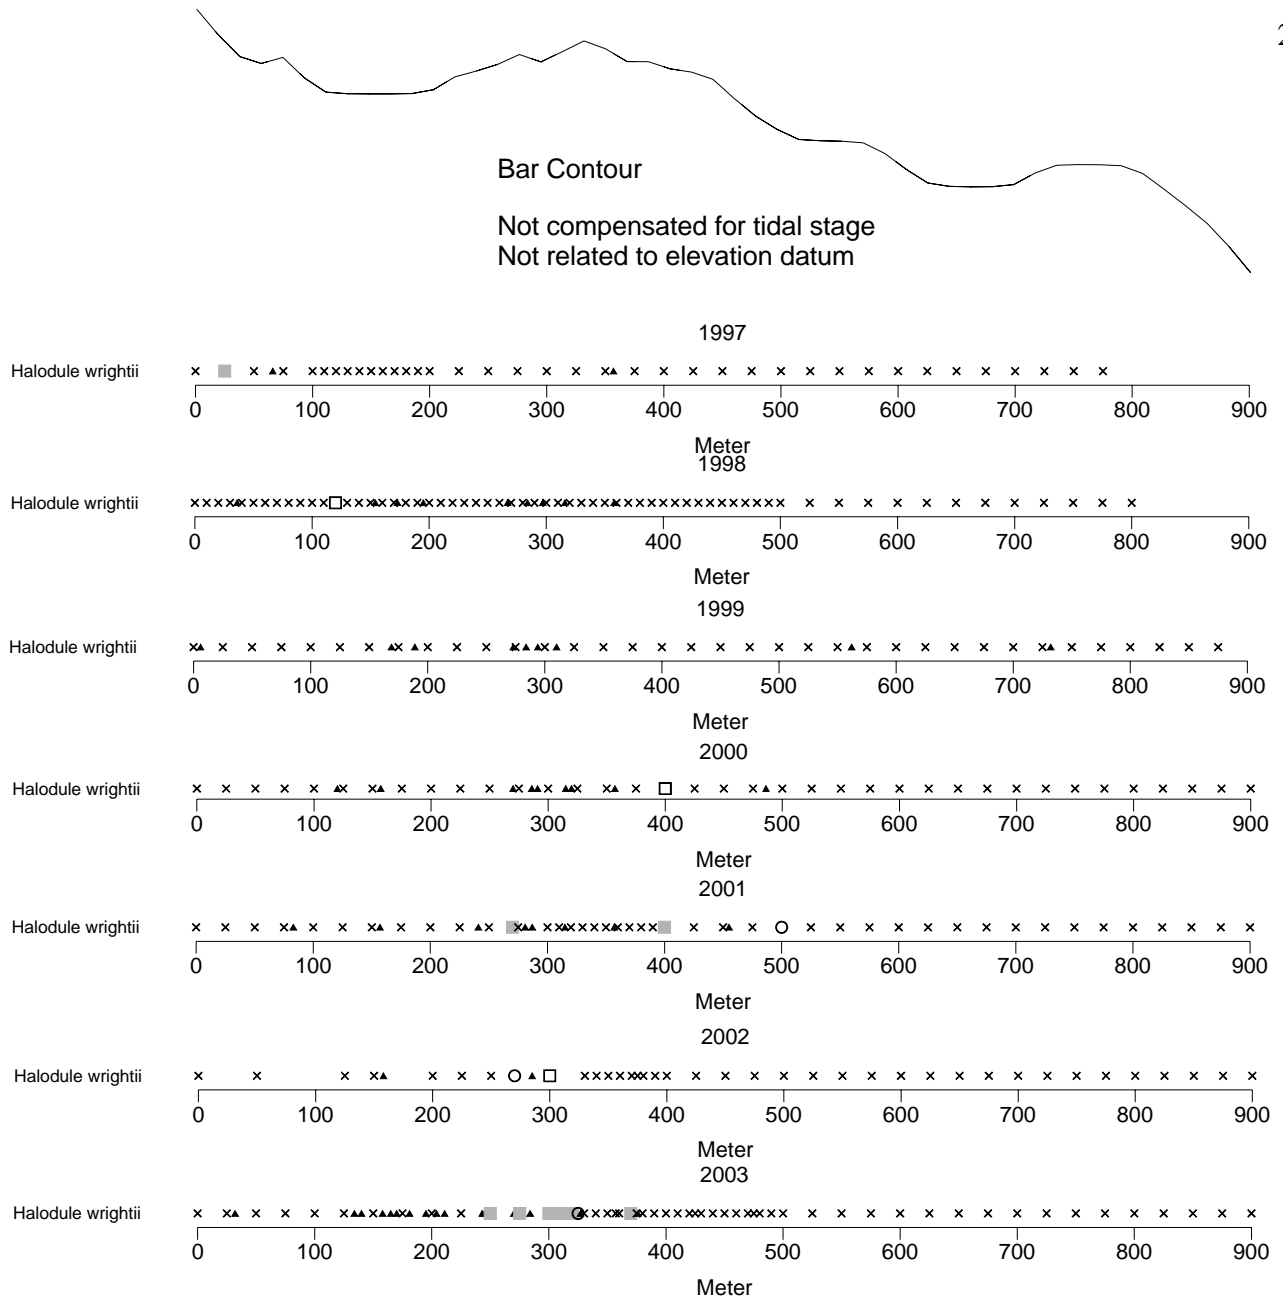 2
Bar Contour
Not compensated for tidal stage
Not related to elevation datum
1997
Halodule wrightii
0 100 200 300 400 500 600 700 800 900
Meter
1998
Halodule wrightii
0 100 200 300 400 500 600 700 800 900
Meter
1999
Halodule wrightii
0 100 200 300 400 500 600 700 800 900
Meter
2000
Halodule wrightii
0 100 200 300 400 500 600 700 800 900
Meter
2001
Halodule wrightii
0 100 200 300 400 500 600 700 800 900
Meter
2002
Halodule wrightii
0 100 200 300 400 500 600 700 800 900
Meter
2003
Halodule wrightii
0 100 200 300 400 500 600 700 800 900
Meter